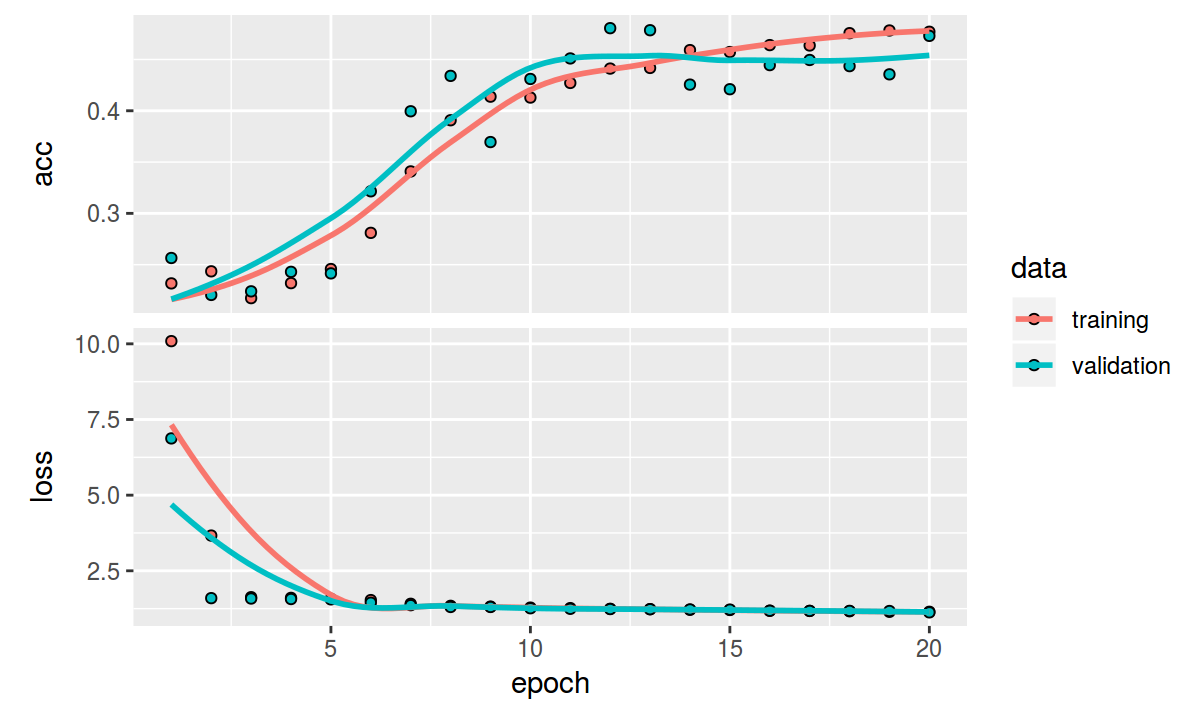 acc
0.4
0.3
loss
10.0
7.5
5.0
2.5
5 10 15 20
epoch
data
training
validation